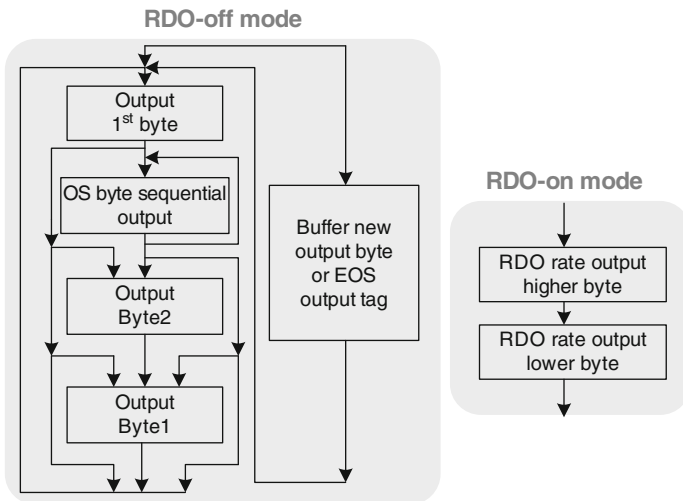 RDO-off mode
Output
1st byte
OS byte sequential
output
Output
Byte2
Output
Byte1
Buffer new
output byte
or EOS
output tag
RDO-on mode
RDO rate output
higher byte
RDO rate output
lower byte